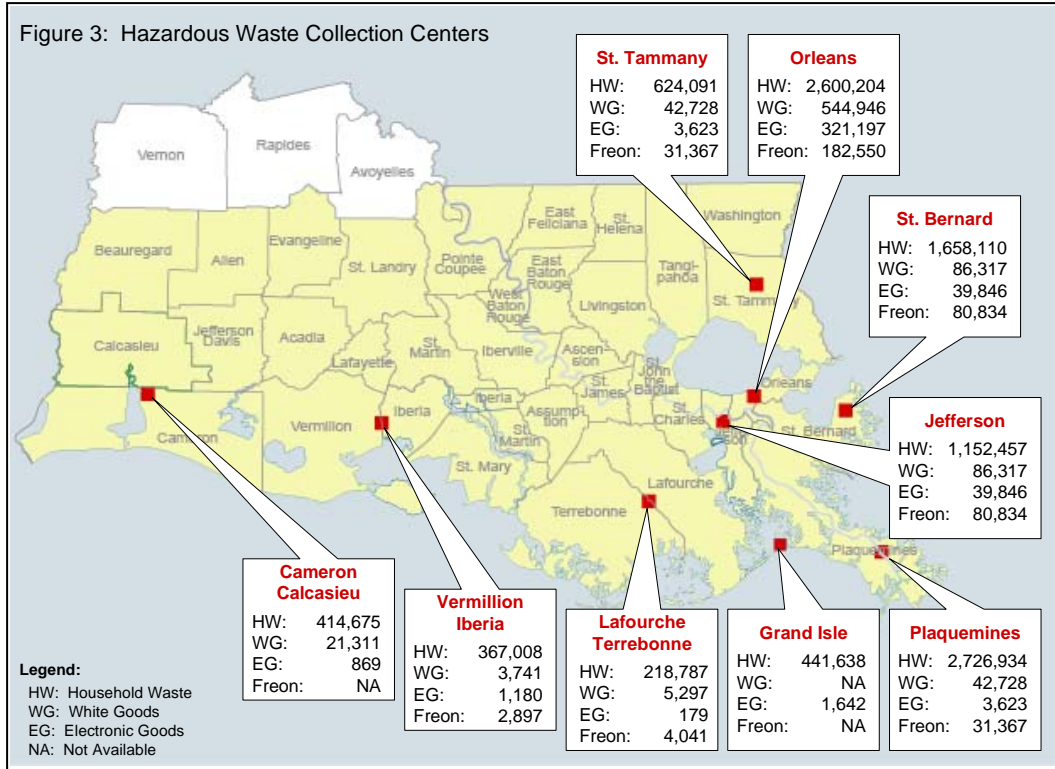 Figure 3: Hazardous Waste Collection Centers
St. Tammany
HW: 624,091
WG: 42,728
EG: 3,623
Freon: 31,367
Orleans
HW: 2,600,204
WG: 544,946
EG: 321,197
Freon: 182,550
St. Bernard
HW: 1,658,110
WG: 86,317
EG: 39,846
Freon: 80,834
Jefferson
HW: 1,152,457
WG: 86,317
EG: 39,846
Freon: 80,834
Vernon
Rapides
Avoyelles
Beauregard
Allen
Evangeline
St. Landry
Pointe
Coupee
East
Feliciana
St.
Helena
Washington
East
Baton
Rouge
West
Baton
Rouge
Livingston
Tangi-
pahoa
St. Tammany
Calcasieu
Jefferson
Davis
Acadia
Lafayette
St.
Martin
Iberville
Ascen-
sion
St.
James
St.
John
the
Baptist
St.
Charles
Orleans
St. Bernard
Cameron
Vermilion
Iberia
Iberia
St.
Martin
Assump-
tion
St. Mary
Terrebonne
Lafourche
Plaquemines
Cameron
Calcasieu
HW: 414,675
WG: 21,311
EG: 869
Freon: NA
Vermillion
Iberia
HW: 367,008
WG: 3,741
EG: 1,180
Freon: 2,897
Lafourche
Terrebonne
HW: 218,787
WG: 5,297
EG: 179
Freon: 4,041
Grand Isle
HW: 441,638
WG: NA
EG: 1,642
Freon: NA
Plaquemines
HW: 2,726,934
WG: 42,728
EG: 3,623
Freon: 31,367
Legend:
HW: Household Waste
WG: White Goods
EG: Electronic Goods
NA: Not Available